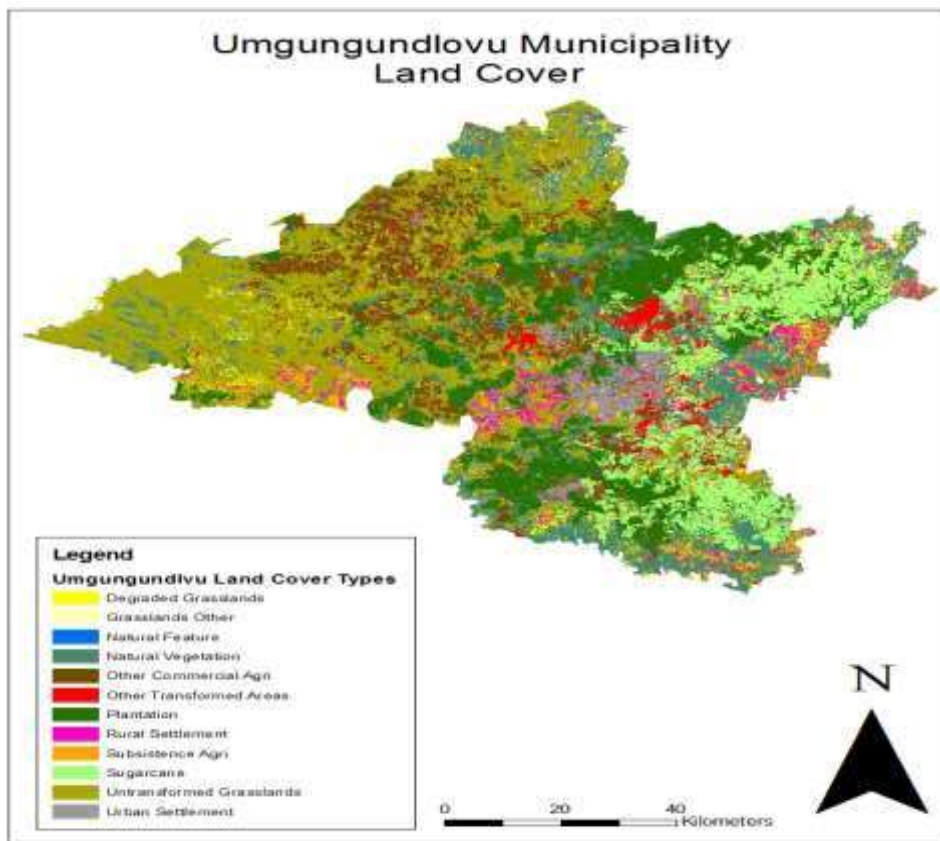 Umgungundlovu Municipality
Land Cover
Legend
Umgungundlvu Land Cover Types
Degraded Grasslands
Grasslands Other
Natural Feature
Natural Vegetation
Other Commercial Agri
Other Transformed Areas
Plantation
Rural Settlement
Subsistence Agri
Sugarcane
Untransformed Grasslands
Urban Settlement
N
0 20 40
Kilometers